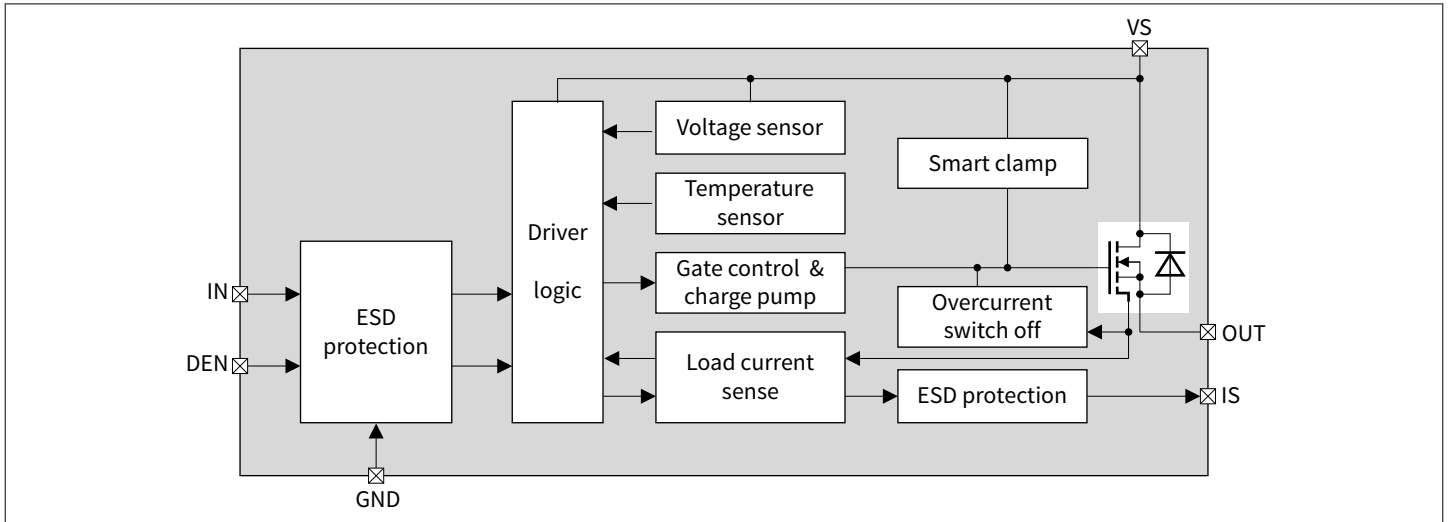 VS
Voltage sensor
Smart clamp
Temperature
sensor
Driver
logic
Gate control &
charge pump
IN
ESD
protection
Overcurrent
switch off
OUT
DEN
Load current
sense
ESD protection
IS
GND